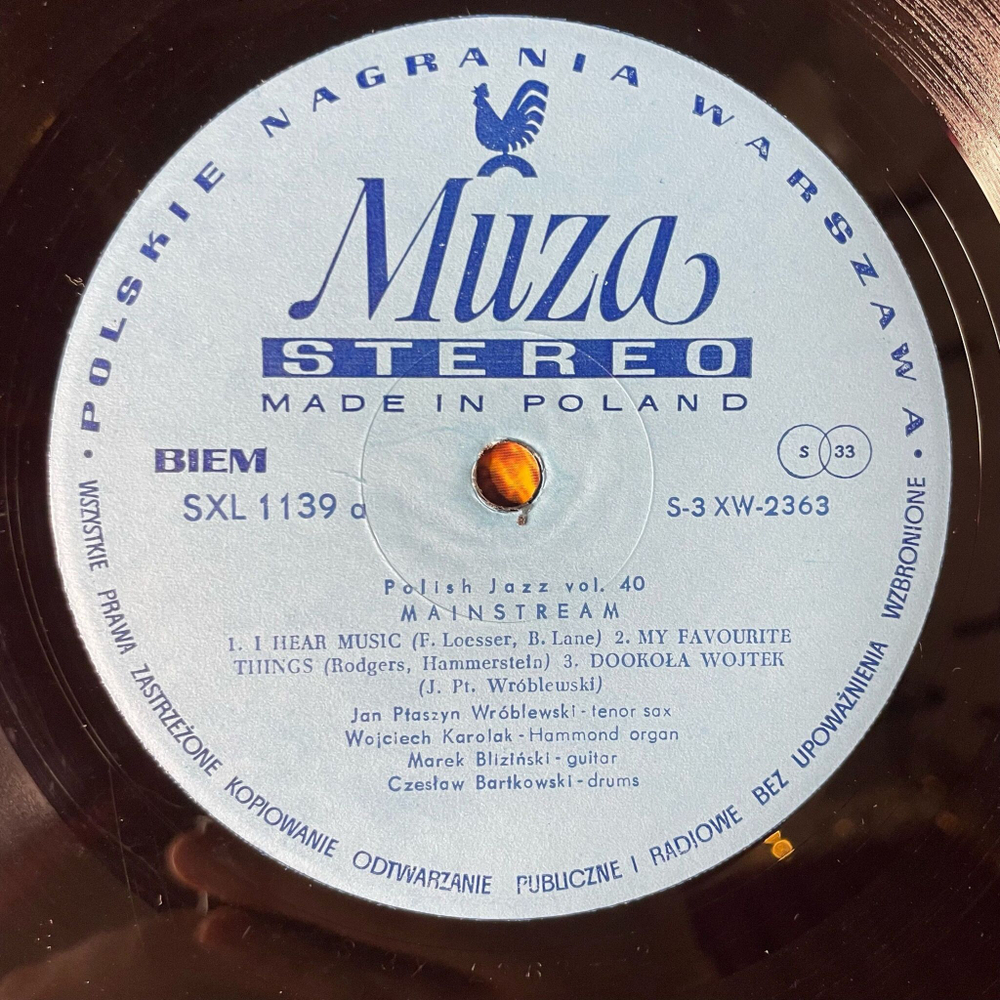 • POLSKIE NAGRANIA WARSZAWA •
Muza
STEREO
MADE IN POLAND
BIEM
S 33
SXL 1139 a
S-3 XW-2363
Polish Jazz vol. 40
MAINSTREAM
1. I HEAR MUSIC (F. Loesser, B. Lane) 2. MY FAVOURITE
THINGS (Rodgers, Hammerstein) 3. DOOKOŁA WOJTEK
(J. Pt. Wróblewski)
Jan Ptaszyn Wróblewski - tenor sax
Wojciech Karolak - Hammond organ
Marek Bliziński - guitar
Czesław Bartkowski - drums
WSZYSTKIE PRAWA ZASTRZEŻONE KOPIOWANIE ODTWARZANIE PUBLICZNE I RADIOWE BEZ UPOWAŻNIENIA WZBRONIONE